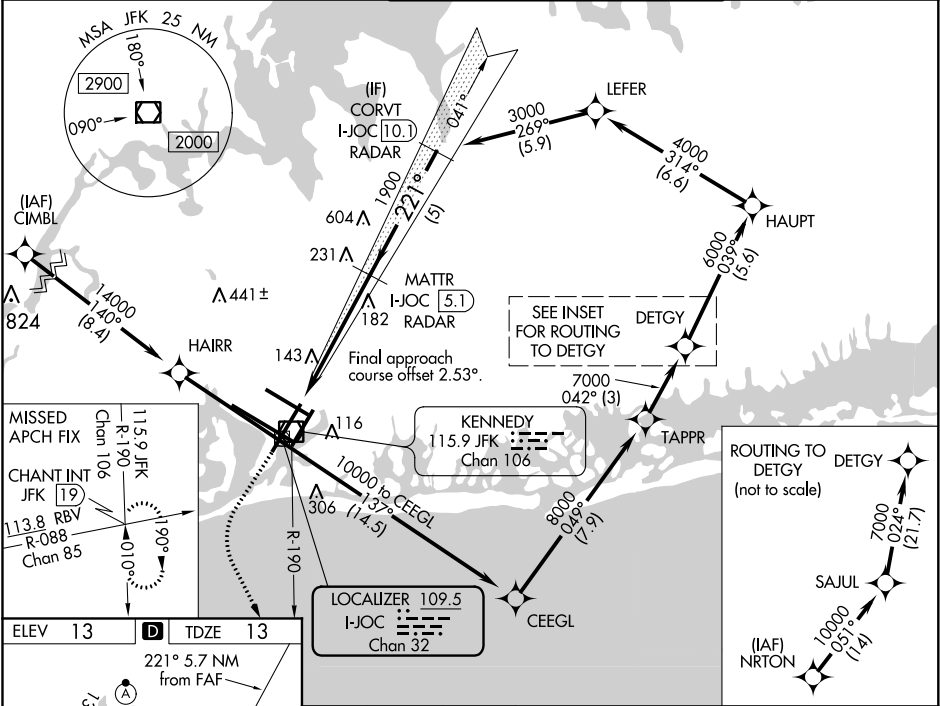 MSA JFK 25 NM
180°
2900
090°
2000
(IF)
CORVT
I-JOC 10.1
RADAR
041°
LEFER
3000
269°
(5.9)
4000
314°
(6.6)
HAUPT
1900
221°
(5)
604
231
(IAF)
CIMBL
824
14000
140°
(8.4)
441±
MATTR
I-JOC 5.1
RADAR
182
6000
039°
(5.6)
SEE INSET
FOR ROUTING
TO DETGY
DETGY
HAIRR
143
Final approach
course offset 2.53°.
7000
042° (3)
TAPPR
MISSED
APCH FIX
115.9 JFK
R-190
Chan 106
CHANT INT
JFK 19
113.8 RBV
R-088
Chan 85
190°
010°
116
KENNEDY
115.9 JFK
Chan 106
10000 to CEEGL
137°
(14.5)
306
R-190
8000
049°
(7.9)
CEEGL
LOCALIZER 109.5
I-JOC
Chan 32
ROUTING TO
DETGY
(not to scale)
DETGY
7000
024°
(21.7)
SAJUL
10000
051°
(14)
(IAF)
NRTON
ELEV 13
D
TDZE 13
221° 5.7 NM
from FAF
A